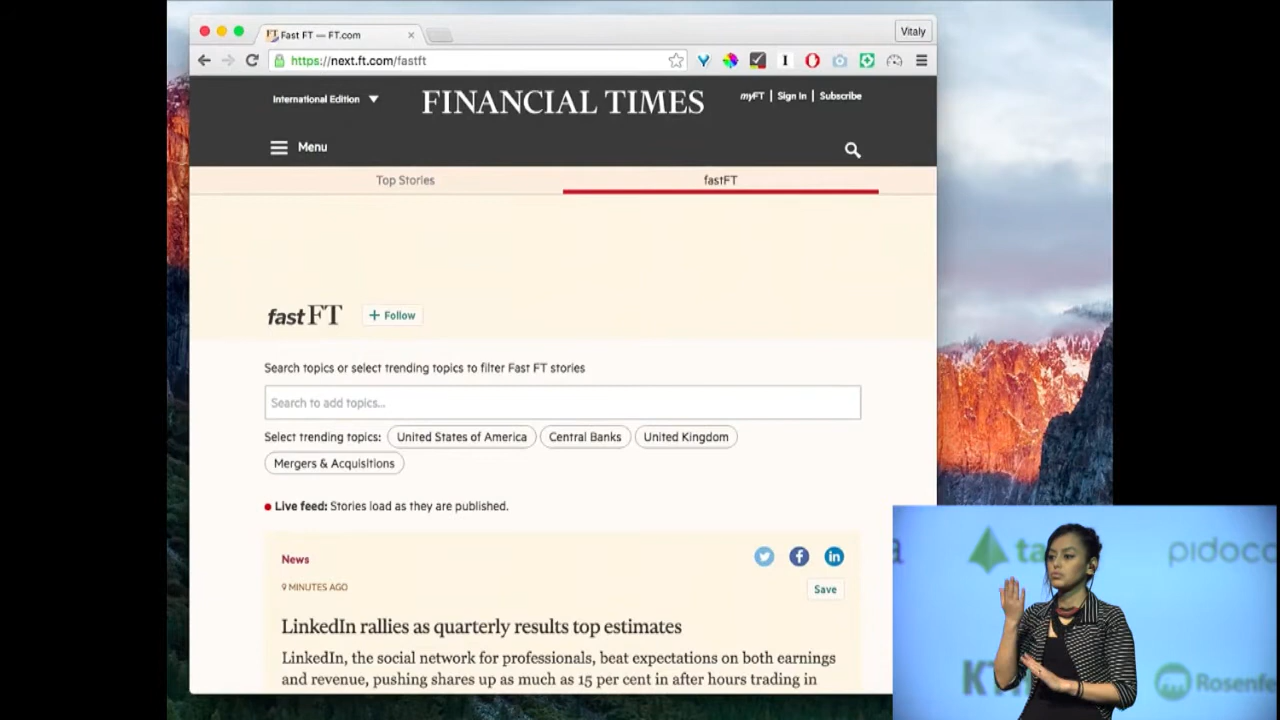 Fast FT — FT.com
Vitaly
https://next.ft.com/fastft
International Edition
FINANCIAL TIMES
myFT | Sign In | Subscribe
Menu
Top Stories
fastFT
fastFT
+ Follow
Search topics or select trending topics to filter Fast FT stories
Search to add topics...
Select trending topics: United States of America Central Banks United Kingdom
Mergers & Acquisitions
Live feed: Stories load as they are published.
News
9 MINUTES AGO
Save
LinkedIn rallies as quarterly results top estimates
LinkedIn, the social network for professionals, beat expectations on both earnings
and revenue, pushing shares up as much as 15 per cent in after hours trading in
pidoco